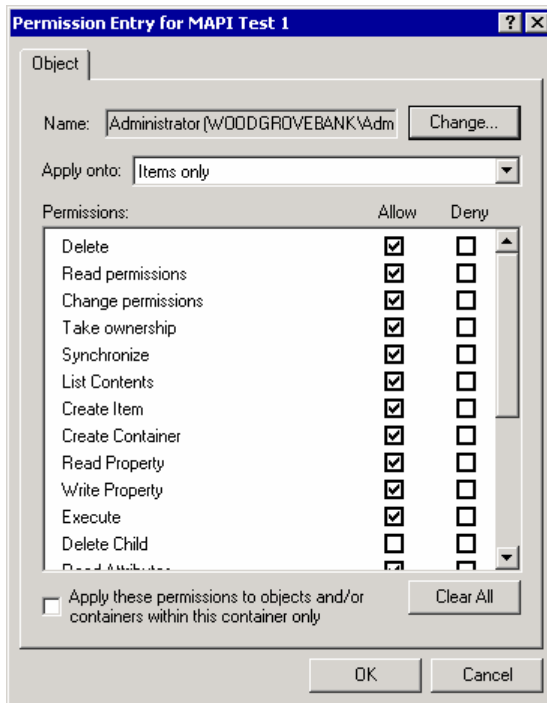 Permission Entry for MAPI Test 1
Object
Name: Administrator (WOODGROVEBANK\Adm Change...
Apply onto: Items only
Permissions: Allow Deny
Delete
Read permissions
Change permissions
Take ownership
Synchronize
List Contents
Create Item
Create Container
Read Property
Write Property
Execute
Delete Child
Read Attributes
Apply these permissions to objects and/or
containers within this container only
Clear All
OK Cancel